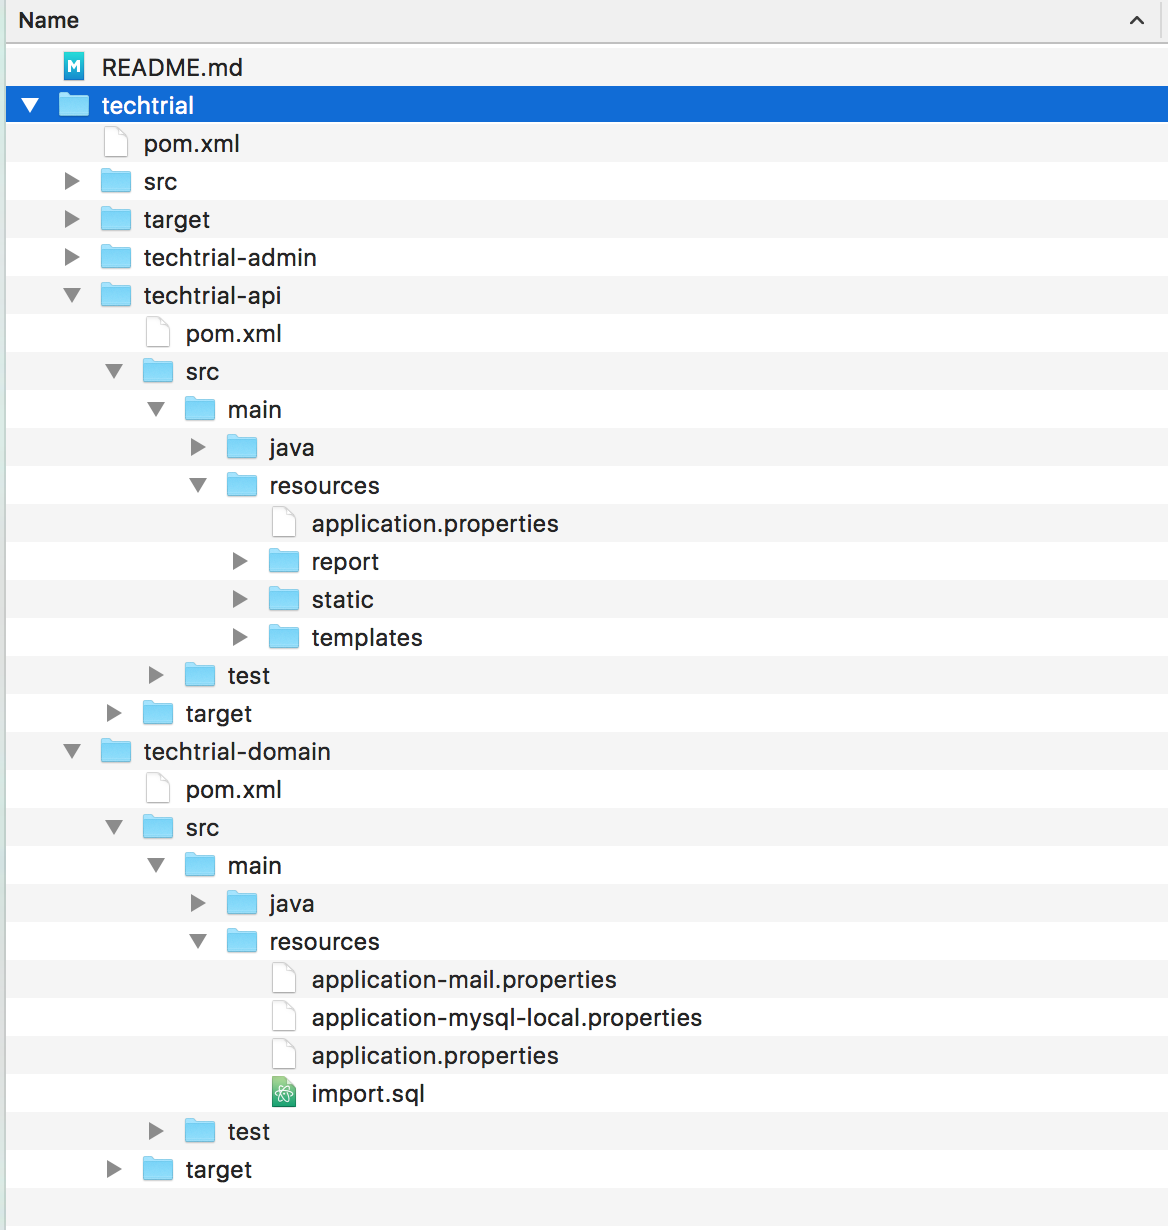 Name
README.md
techtrial
pom.xml
src
target
techtrial-admin
techtrial-api
pom.xml
src
main
java
resources
application.properties
report
static
templates
test
target
techtrial-domain
pom.xml
src
main
java
resources
application-mail.properties
application-mysql-local.properties
application.properties
import.sql
test
target